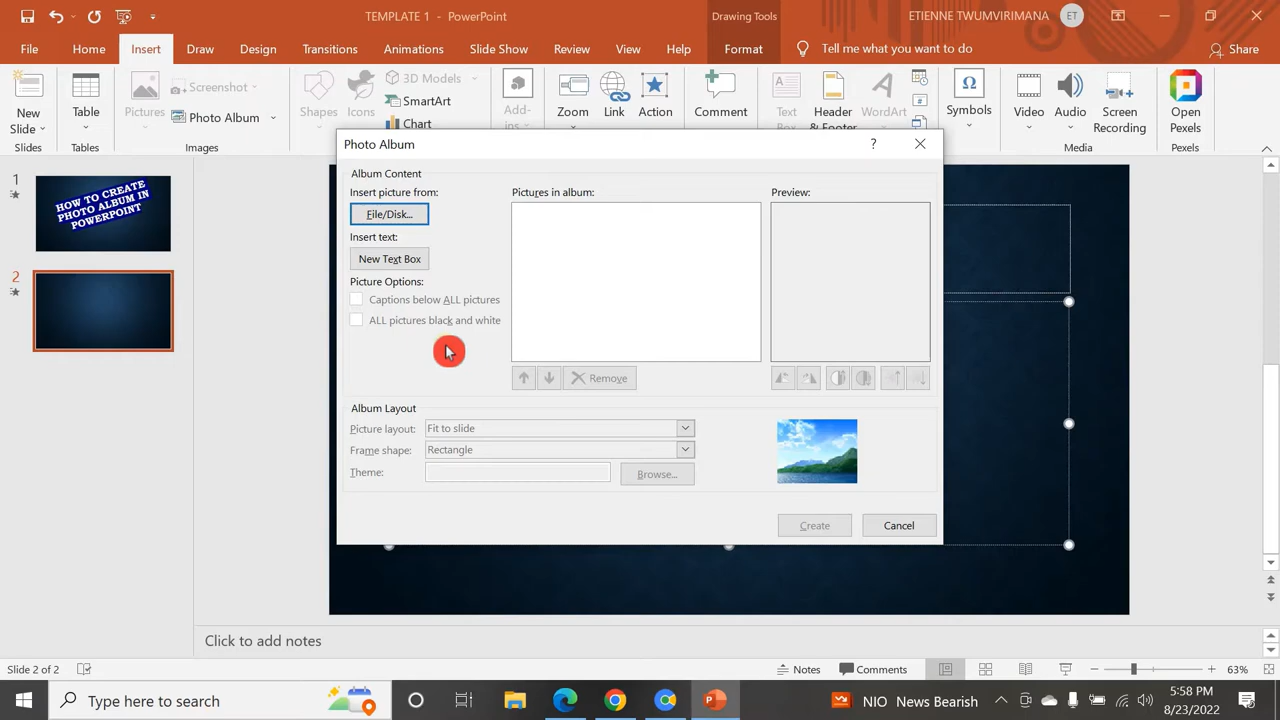 TEMPLATE 1 - PowerPoint
Drawing Tools
ETIENNE TWUMVIRIMANA
ET
File
Home
Insert
Draw
Design
Transitions
Animations
Slide Show
Review
View
Help
Format
Tell me what you want to do
Share
New
Slide
Slides
Table
Tables
Pictures
Screenshot
Photo Album
Images
Shapes
Icons
3D Models
SmartArt
Chart
Add-
ins
Zoom
Link
Action
Comment
Text
Box
Header
& Footer
WordArt
Symbols
Video
Audio
Screen
Recording
Media
Open
Pexels
Pexels
1
HOW TO CREATE
PHOTO ALBUM IN
POWERPOINT
2
Photo Album
?
Album Content
Insert picture from:
File/Disk...
Insert text:
New Text Box
Picture Options:
Captions below ALL pictures
ALL pictures black and white
Pictures in album:
Preview:
Remove
Album Layout
Picture layout:
Fit to slide
Frame shape:
Rectangle
Theme:
Browse...
Create
Cancel
Click to add notes
Slide 2 of 2
Notes
Comments
63%
Type here to search
NIO
News Bearish
5:58 PM
8/23/2022